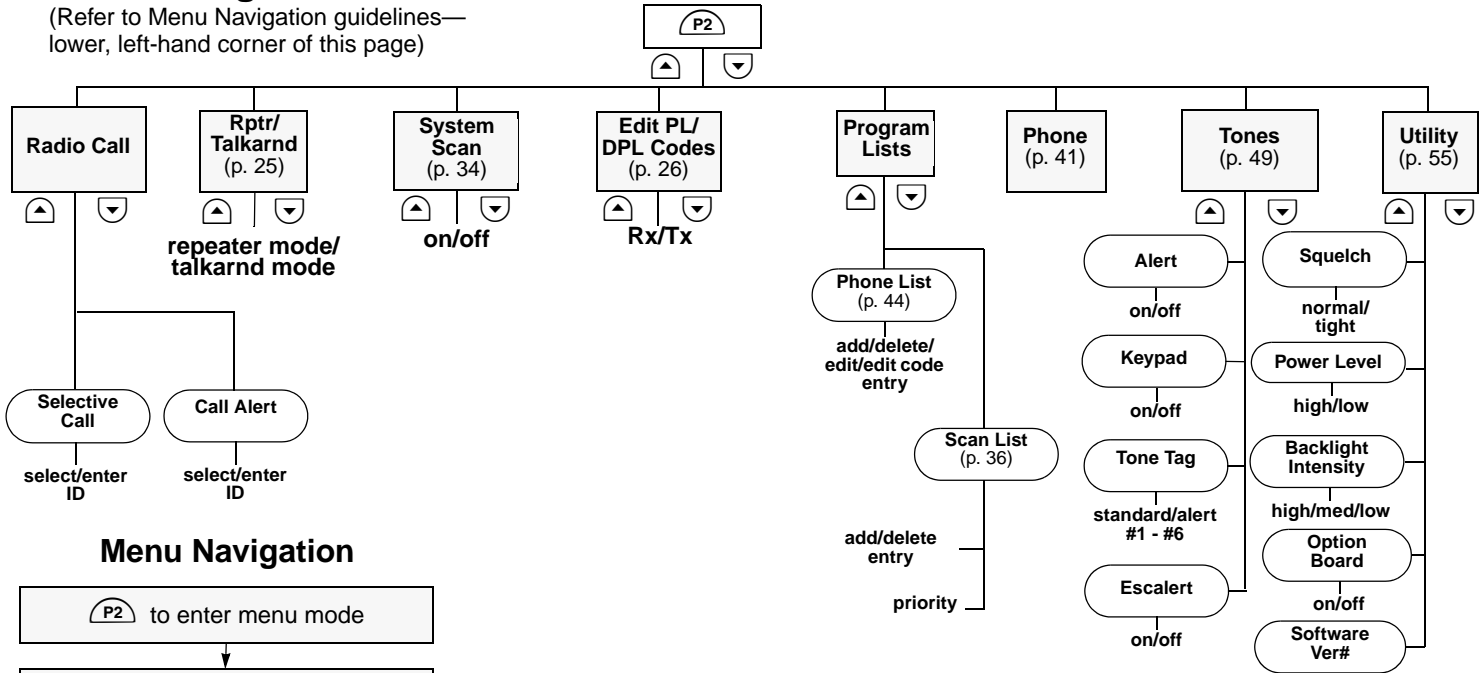 (Refer to Menu Navigation guidelines—
lower, left-hand corner of this page)
P2
Radio Call
Rptr/
Talkarnd
(p. 25)
System
Scan
(p. 34)
Edit PL/
DPL Codes
(p. 26)
Program
Lists
Phone
(p. 41)
Tones
(p. 49)
Utility
(p. 55)
repeater mode/
talkarnd mode
on/off
Rx/Tx
Selective
Call
select/enter
ID
Call Alert
select/enter
ID
Phone List
(p. 44)
add/delete/
edit/edit code
entry
Scan List
(p. 36)
add/delete
entry
priority
Alert
on/off
Keypad
on/off
Tone Tag
standard/alert
#1 - #6
Escalert
on/off
Squelch
normal/
tight
Power Level
high/low
Backlight
Intensity
high/med/low
Option
Board
on/off
Software
Ver#
Menu Navigation
P2 to enter menu mode